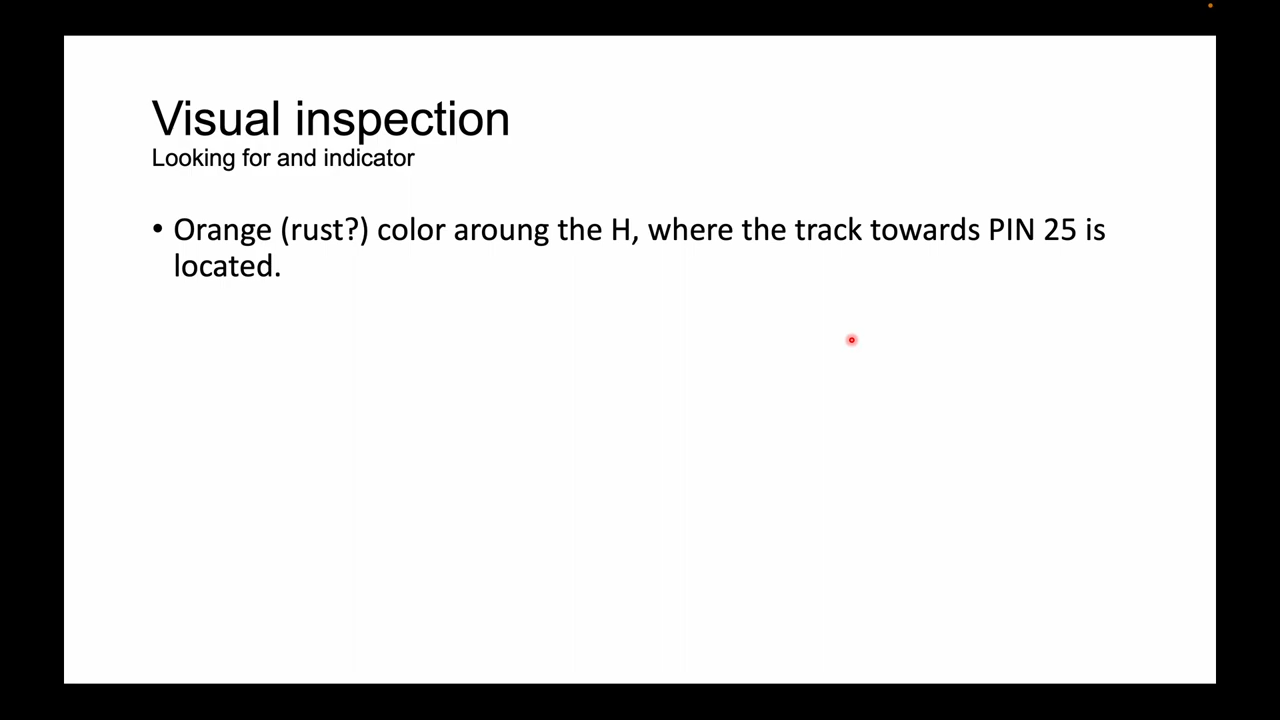 Visual inspection
Looking for and indicator
• Orange (rust?) color aroung the H, where the track towards PIN 25 is
located.